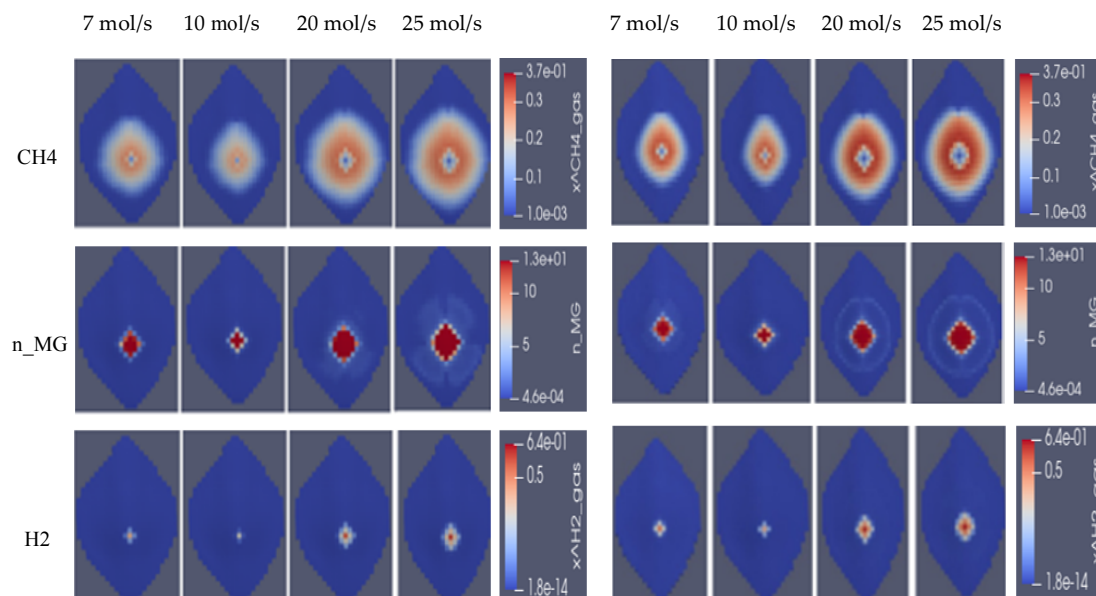 7 mol/s 10 mol/s 20 mol/s 25 mol/s 7 mol/s 10 mol/s 20 mol/s 25 mol/s
CH4
3.7e-01
0.3
0.2
0.1
1.0e-03
x^CH4_gas
3.7e-01
0.3
0.2
0.1
1.0e-03
x^CH4_gas
n_MG
1.3e+01
10
5
4.6e-04
n_MG
1.3e+01
10
5
4.6e-04
n_MG
H2
6.4e-01
0.5
1.8e-14
x^H2_gas
6.4e-01
0.5
1.8e-14
x^H2_gas